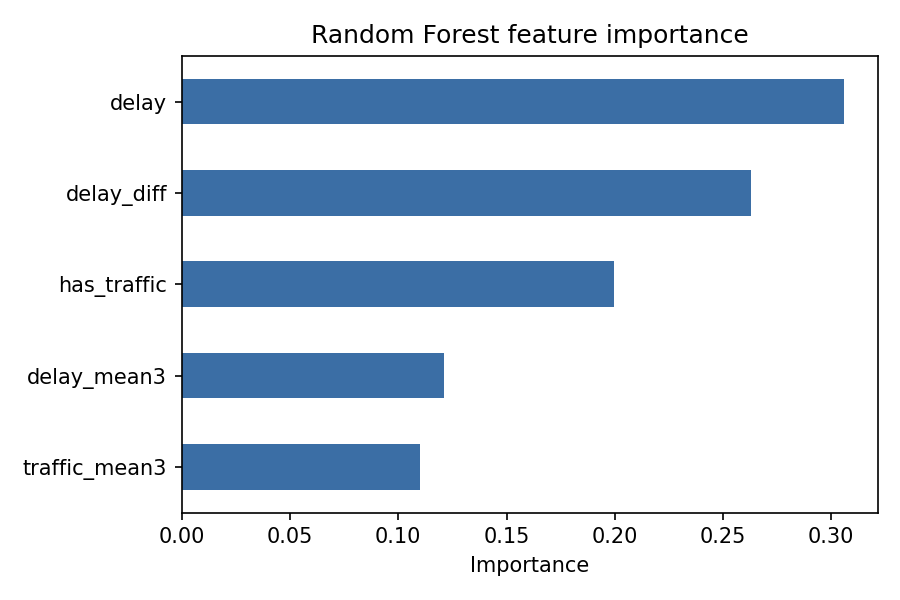 Random Forest feature importance
delay
delay_diff
has_traffic
delay_mean3
traffic_mean3
0.00 0.05 0.10 0.15 0.20 0.25 0.30
Importance